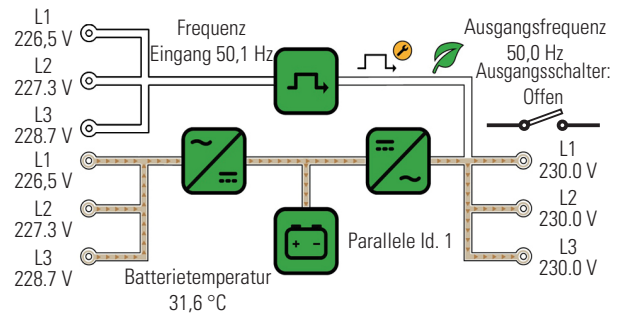 L1
226,5 V
L2
227.3 V
L3
228.7 V
Frequenz
Eingang 50,1 Hz
Ausgangsfrequenz
50,0 Hz
Ausgangsschalter:
Offen
L1
226,5 V
L2
227.3 V
L3
228.7 V
Batterietemperatur
31,6 °C
Parallele Id. 1
L1
230.0 V
L2
230.0 V
L3
230.0 V